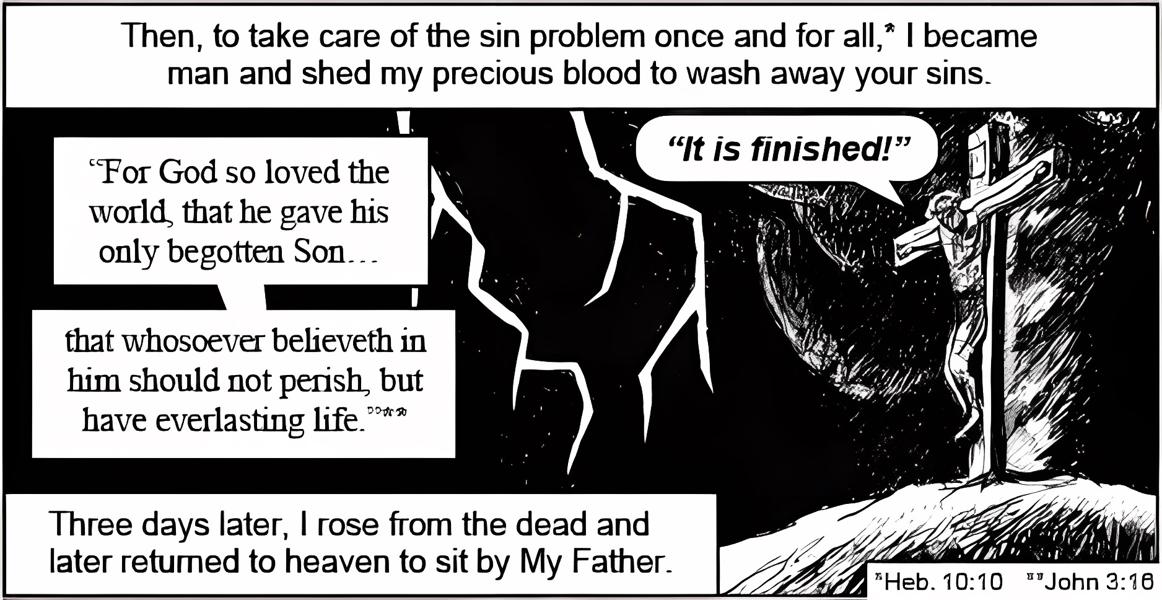 Then, to take care of the sin problem once and for all,* I became
man and shed my precious blood to wash away your sins.
"For God so loved the
world, that he gave his
only begotten Son...
that whosoever believeth in
him should not perish, but
have everlasting life."**
"It is finished!"
Three days later, I rose from the dead and
later returned to heaven to sit by My Father.
*Heb. 10:10 **John 3:16